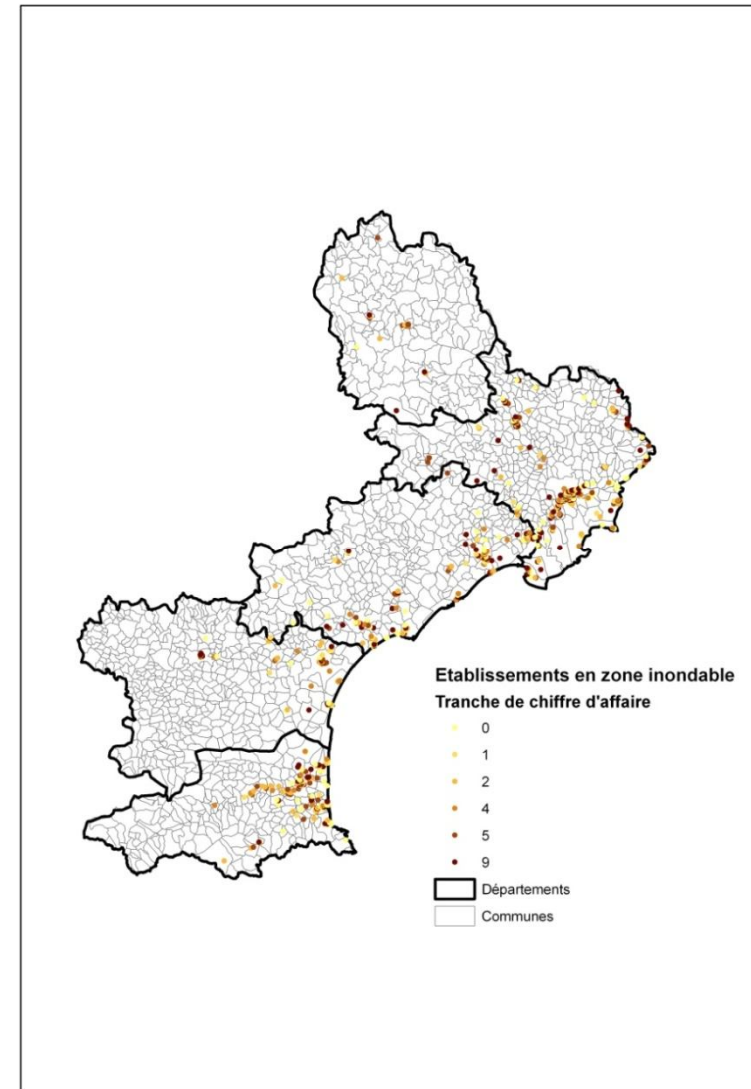 Etablissements en zone inondable
Tranche de chiffre d'affaire
0
1
2
4
5
9
Départements
Communes